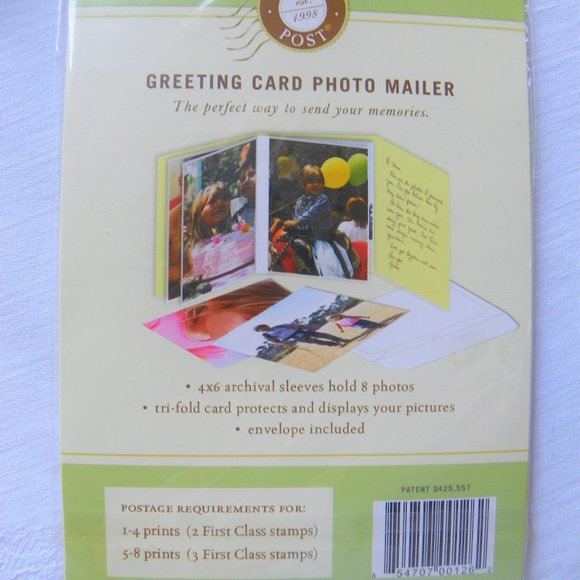 est.
1998
POST®
GREETING CARD PHOTO MAILER
The perfect way to send your memories.
• 4x6 archival sleeves hold 8 photos
• tri-fold card protects and displays your pictures
• envelope included
PATENT D425,557
POSTAGE REQUIREMENTS FOR:
1-4 prints (2 First Class stamps)
5-8 prints (3 First Class stamps)
8 54707 00126 2